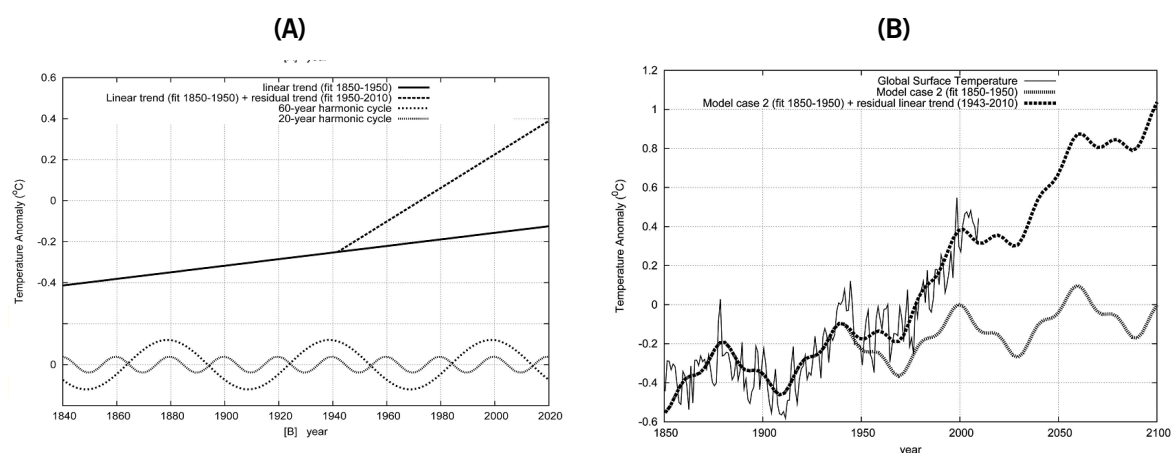 (A)
(B)
linear trend (fit 1850-1950)
Linear trend (fit 1850-1950) + residual trend (fit 1950-2010)
60-year harmonic cycle
20-year harmonic cycle
Temperature Anomaly (°C)
0.6
0.4
0.2
0
-0.2
-0.4
0
1840 1860 1880 1900 1920 1940 1960 1980 2000 2020
[B] year
Global Surface Temperature
Model case 2 (fit 1850-1950)
Model case 2 (fit 1850-1950) + residual linear trend (1943-2010)
Temperature Anomaly (°C)
1.2
1
0.8
0.6
0.4
0.2
0
-0.2
-0.4
-0.6
1850 1900 1950 2000 2050 2100
year